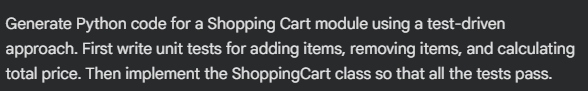 Generate Python code for a Shopping Cart module using a test-driven
approach. First write unit tests for adding items, removing items, and calculating
total price. Then implement the ShoppingCart class so that all the tests pass.